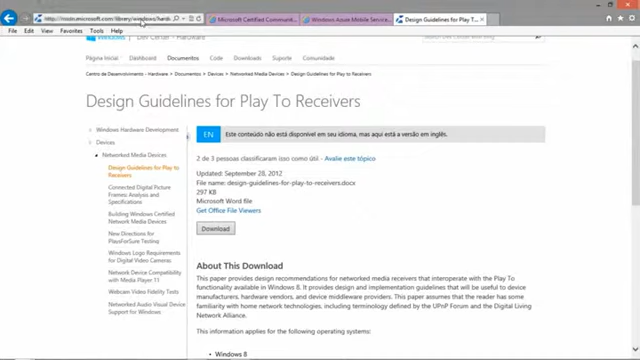 http://msdn.microsoft.com/library/windows/hard
Microsoft Certified Communit...
Windows Azure Mobile Service...
Design Guidelines for Play T...
File Edit View Favorites Tools Help
Windows Dev Center - Hardware
Página Inicial Dashboard Documentos Code Downloads Suporte Comunidade
Centro de Desenvolvimento - Hardware Documentos Devices Networked Media Devices Design Guidelines for Play To Receivers
Design Guidelines for Play To Receivers
Windows Hardware Development
Devices
Networked Media Devices
Design Guidelines for Play To
Receivers
Connected Digital Picture
Frames: Analysis and
Specifications
Building Windows Certified
Network Media Devices
New Directions for
PlaysForSure Testing
Windows Logo Requirements
for Digital Video Cameras
Network Device Compatibility
with Media Player 11
Webcam Video Fidelity Tests
Networked Audio Visual Device
Support for Windows
EN Este conteúdo não está disponível em seu idioma, mas aqui está a versão em inglês.
2 de 3 pessoas classificaram isso como útil - Avalie este tópico
Updated: September 28, 2012
File name: design-guidelines-for-play-to-receivers.docx
297 KB
Microsoft Word file
Get Office File Viewers
Download
About This Download
This paper provides design recommendations for networked media receivers that interoperate with the Play To
functionality available in Windows 8. It provides design and implementation guidelines that will be useful to device
manufacturers, hardware vendors, and device middleware providers. This paper assumes that the reader has some
familiarity with home network technologies, including terminology defined by the UPnP Forum and the Digital Living
Network Alliance.
This information applies for the following operating systems:
• Windows 8